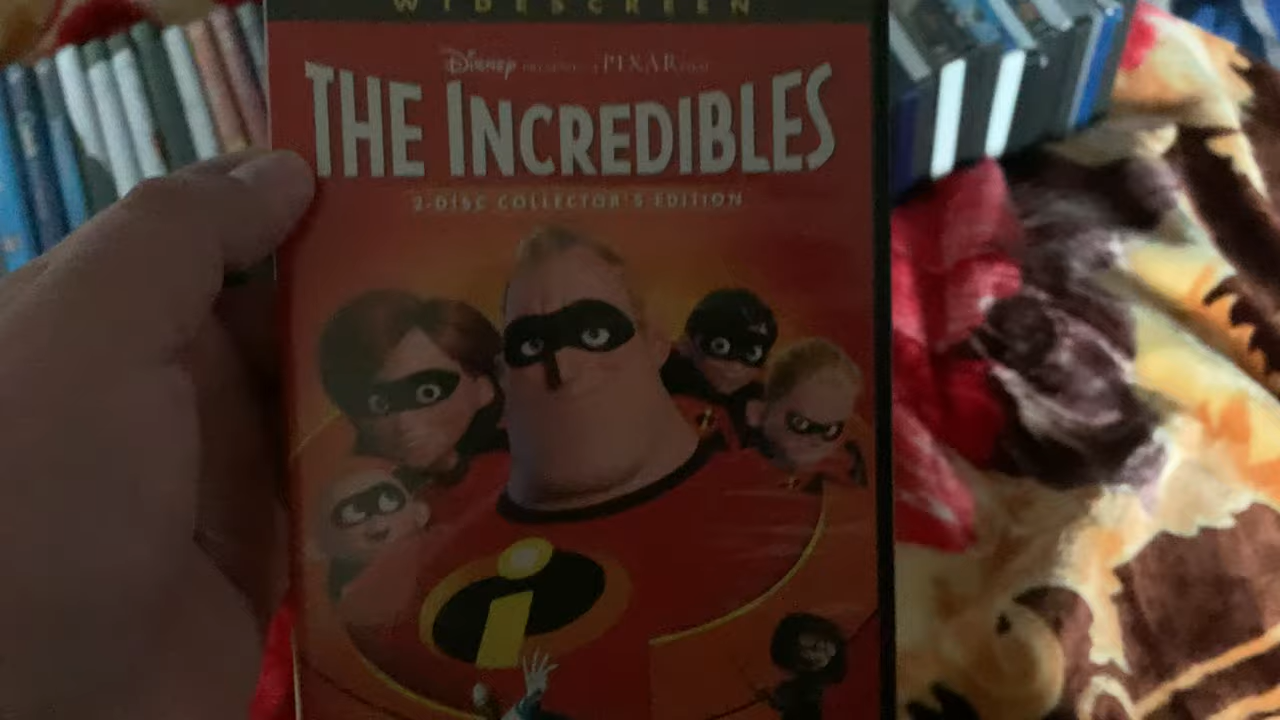 WIDESCREEN
Disney PRESENTS A PIXAR FILM
THE INCREDIBLES
2-DISC COLLECTOR'S EDITION